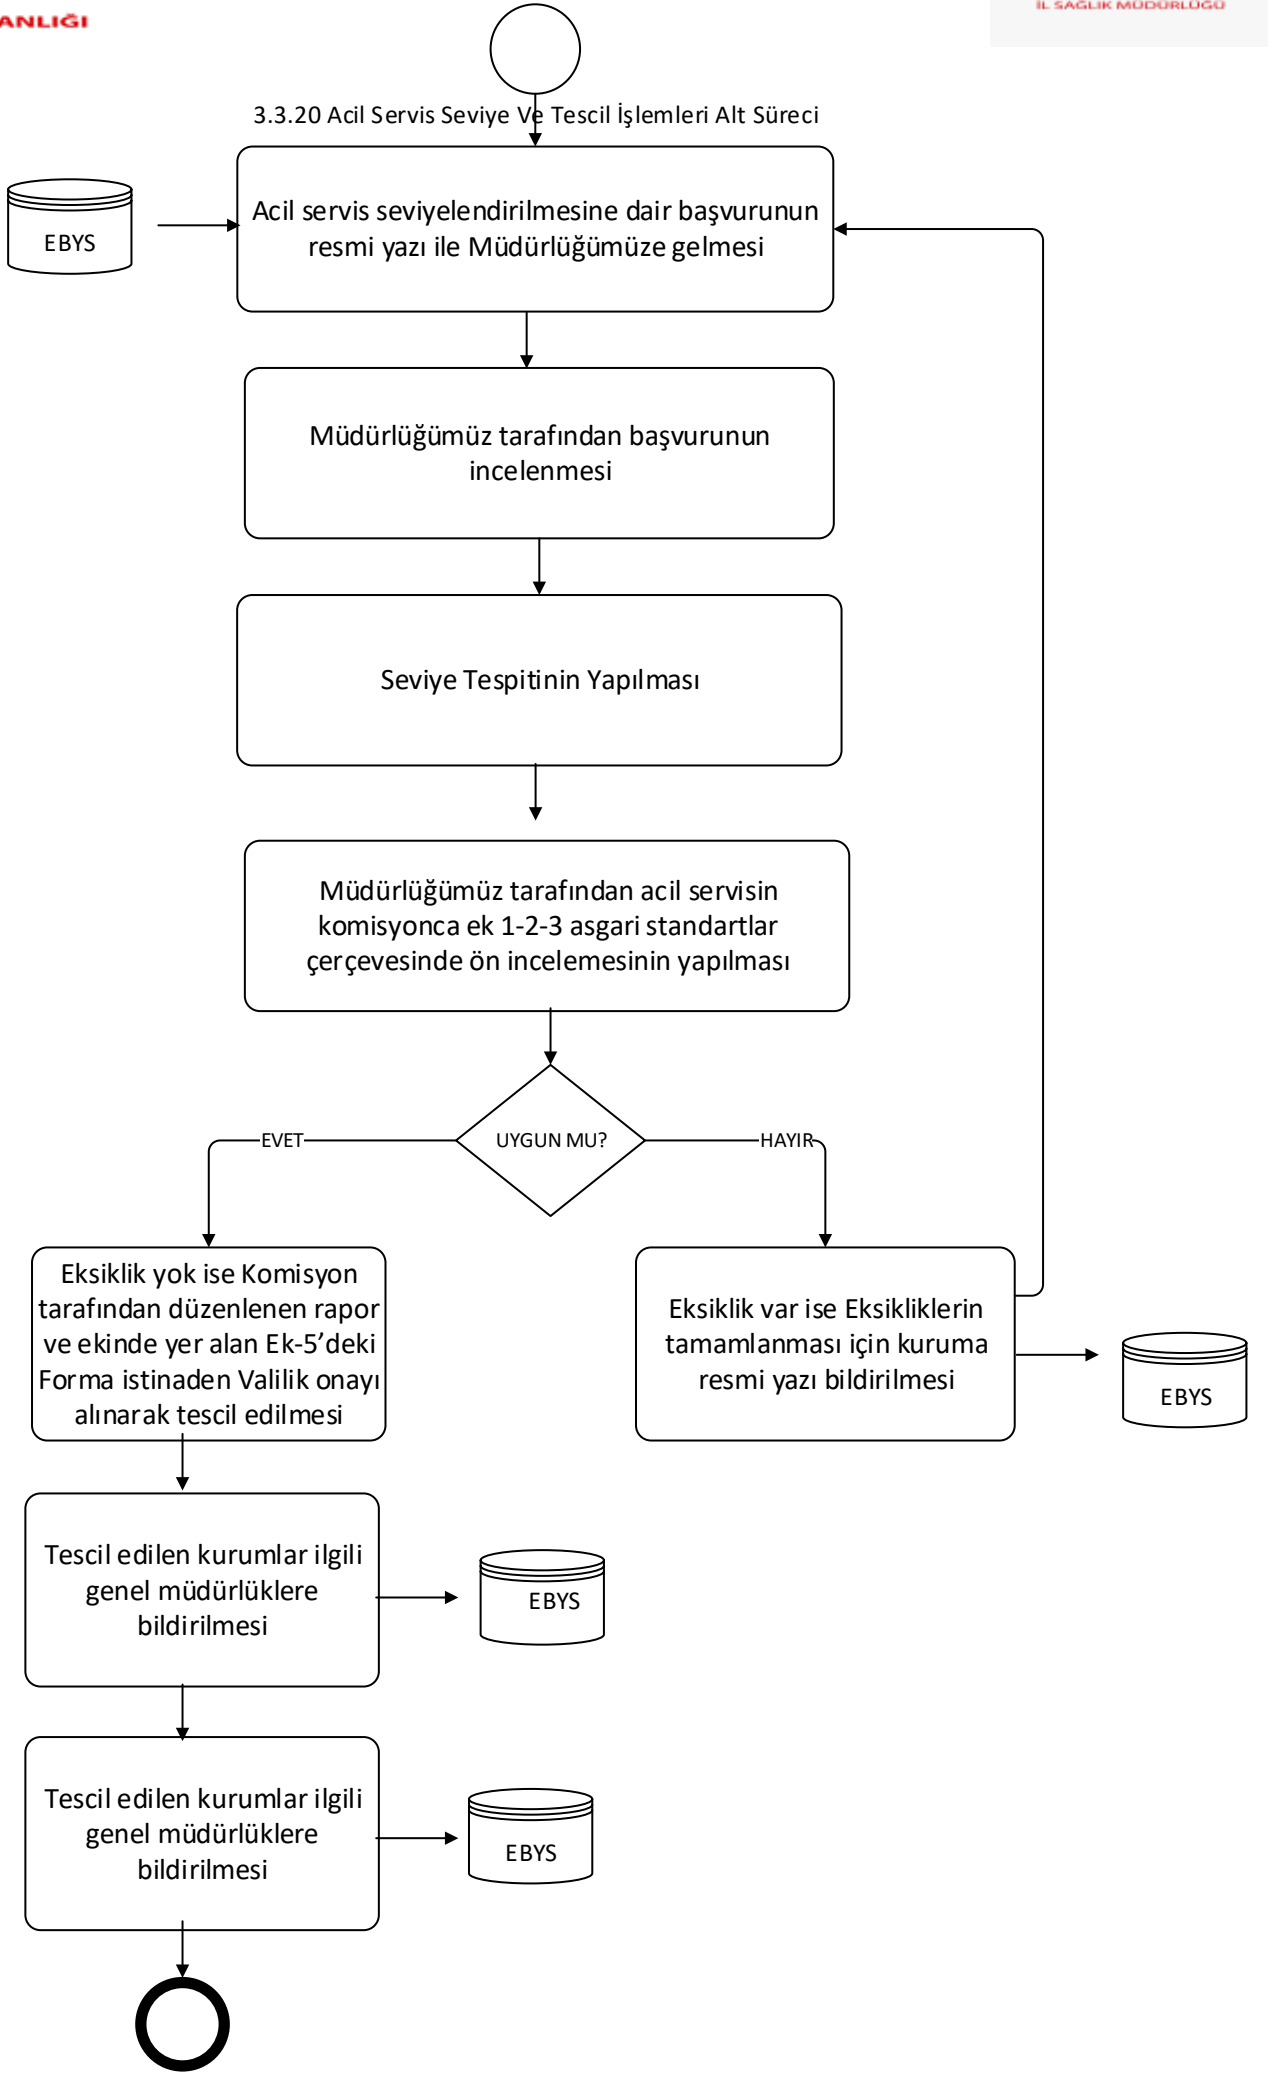 ANLIĞI
İL SAĞLIK MÜDÜRLÜĞÜ
3.3.20 Acil Servis Seviye Ve Tescil İşlemleri Alt Süreci
EBYS
Acil servis seviyelendirilmesine dair başvurunun
resmi yazı ile Müdürlüğümüze gelmesi
Müdürlüğümüz tarafından başvurunun
incelenmesi
Seviye Tespitinin Yapılması
Müdürlüğümüz tarafından acil servisin
komisyonca ek 1-2-3 asgari standartlar
çerçevesinde ön incelemesinin yapılması
EVET
UYGUN MU?
HAYIR
Eksiklik yok ise Komisyon
tarafından düzenlenen rapor
ve ekinde yer alan Ek-5’deki
Forma istinaden Valilik onayı
alınarak tescil edilmesi
Eksiklik var ise Eksikliklerin
tamamlanması için kuruma
resmi yazı bildirilmesi
EBYS
Tescil edilen kurumlar ilgili
genel müdürlüklere
bildirilmesi
EBYS
Tescil edilen kurumlar ilgili
genel müdürlüklere
bildirilmesi
EBYS